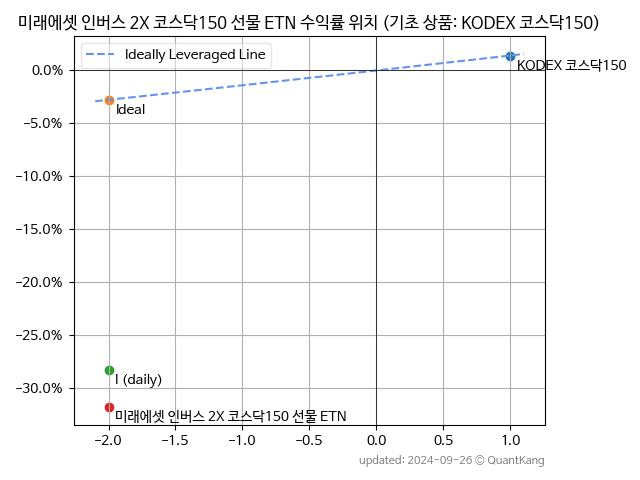 미래에셋 인버스 2X 코스닥150 선물 ETN 수익률 위치 (기초 상품: KODEX 코스닥150)
Ideally Leveraged Line
0.0%
KODEX 코스닥150
Ideal
−5.0%
−10.0%
−15.0%
−20.0%
−25.0%
I (daily)
−30.0%
미래에셋 인버스 2X 코스닥150 선물 ETN
−2.0 −1.5 −1.0 −0.5 0.0 0.5 1.0
updated: 2024-09-26 © QuantKang